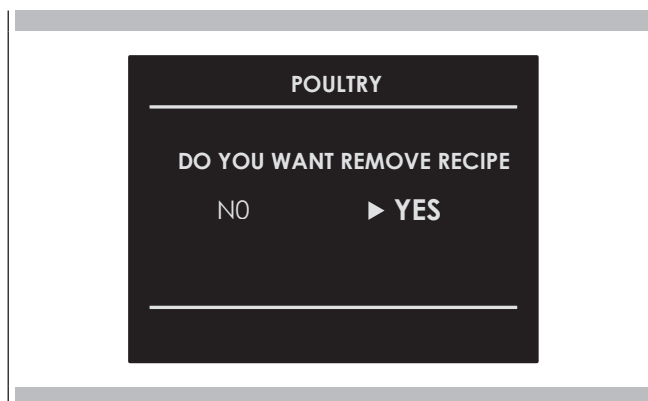 POULTRY
DO YOU WANT REMOVE RECIPE
N0 ▶ YES